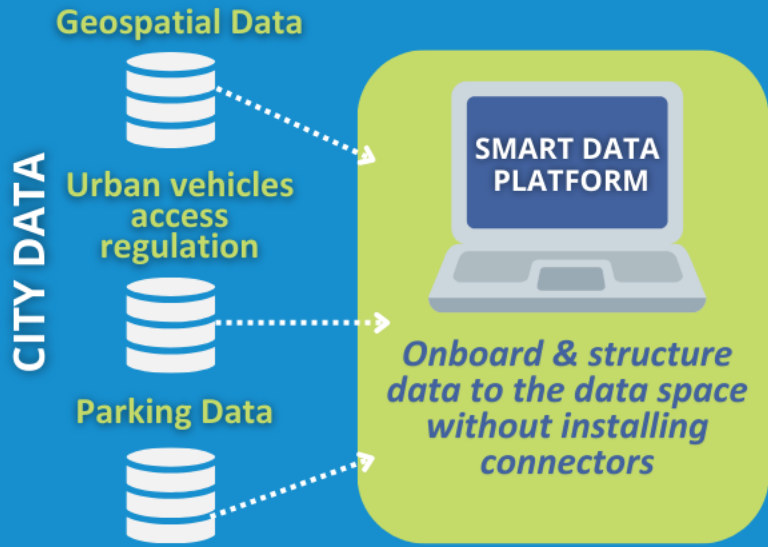 CITY DATA
Geospatial Data
Urban vehicles
access
regulation
Parking Data
SMART DATA
PLATFORM
Onboard & structure
data to the data space
without installing
connectors